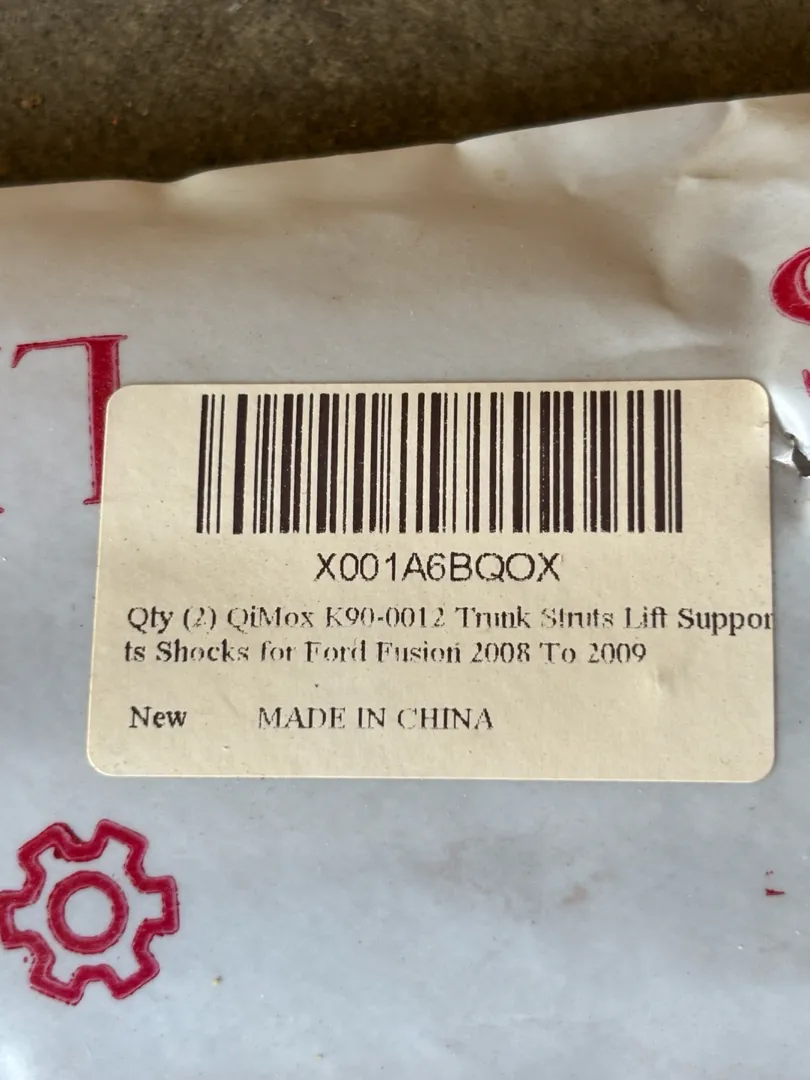 X001A6BQOX
Qty (2) QiMox K90-0012 Trunk Struts Lift Suppor
ts Shocks for Ford Fusion 2008 To 2009
New MADE IN CHINA